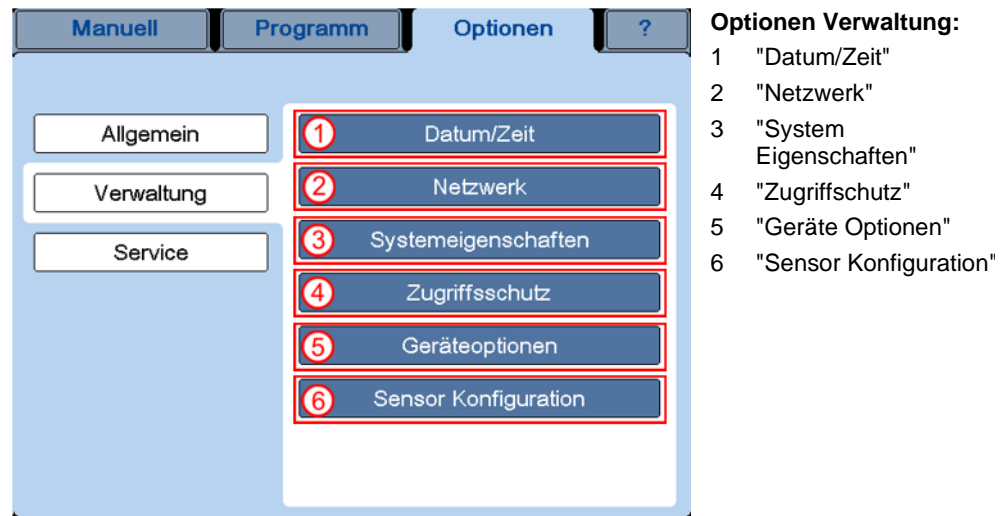 Manuell Programm Optionen ?
Allgemein
Verwaltung
Service
1 Datum/Zeit
2 Netzwerk
3 Systemeigenschaften
4 Zugriffsschutz
5 Geräteoptionen
6 Sensor Konfiguration
Optionen Verwaltung:
1 "Datum/Zeit"
2 "Netzwerk"
3 "System
Eigenschaften"
4 "Zugriffschutz"
5 "Geräte Optionen"
6 "Sensor Konfiguration"